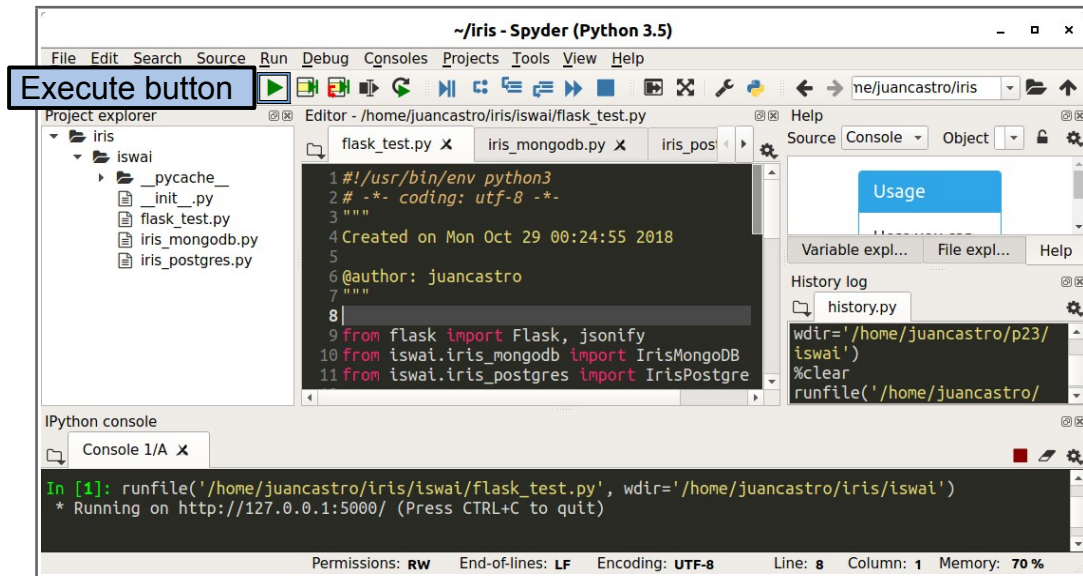 ~/iris - Spyder (Python 3.5)
File Edit Search Source Run Debug Consoles Projects Tools View Help
Execute button
me/juancastro/iris
Project explorer
iris
iswai
__pycache__
__init__.py
flask_test.py
iris_mongodb.py
iris_postgres.py
Editor - /home/juancastro/iris/iswai/flask_test.py
flask_test.py
iris_mongodb.py
iris_pos
1 #!/usr/bin/env python3
2 # -*- coding: utf-8 -*-
3 """
4 Created on Mon Oct 29 00:24:55 2018
5
6 @author: juancastro
7 """
8
9 from flask import Flask, jsonify
10 from iswai.iris_mongodb import IrisMongoDB
11 from iswai.iris_postgres import IrisPostgre
Help
Source Console Object
Usage
Variable expl... File expl... Help
History log
history.py
wdir='/home/juancastro/p23/
iswai')
%clear
runfile('/home/juancastro/
IPython console
Console 1/A
In [1]: runfile('/home/juancastro/iris/iswai/flask_test.py', wdir='/home/juancastro/iris/iswai')
* Running on http://127.0.0.1:5000/ (Press CTRL+C to quit)
Permissions: RW End-of-lines: LF Encoding: UTF-8 Line: 8 Column: 1 Memory: 70 %